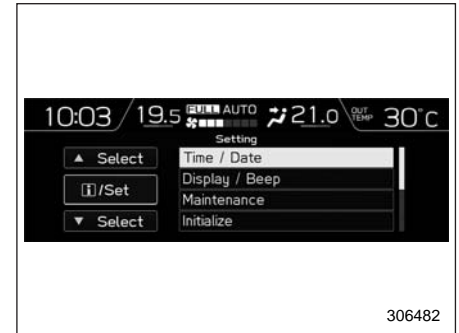 10:03 19.5 FULL AUTO 21.0 OUT TEMP 30°C
Setting
▲ Select
Time / Date
Display / Beep
i /Set
Maintenance
▼ Select
Initialize
306482